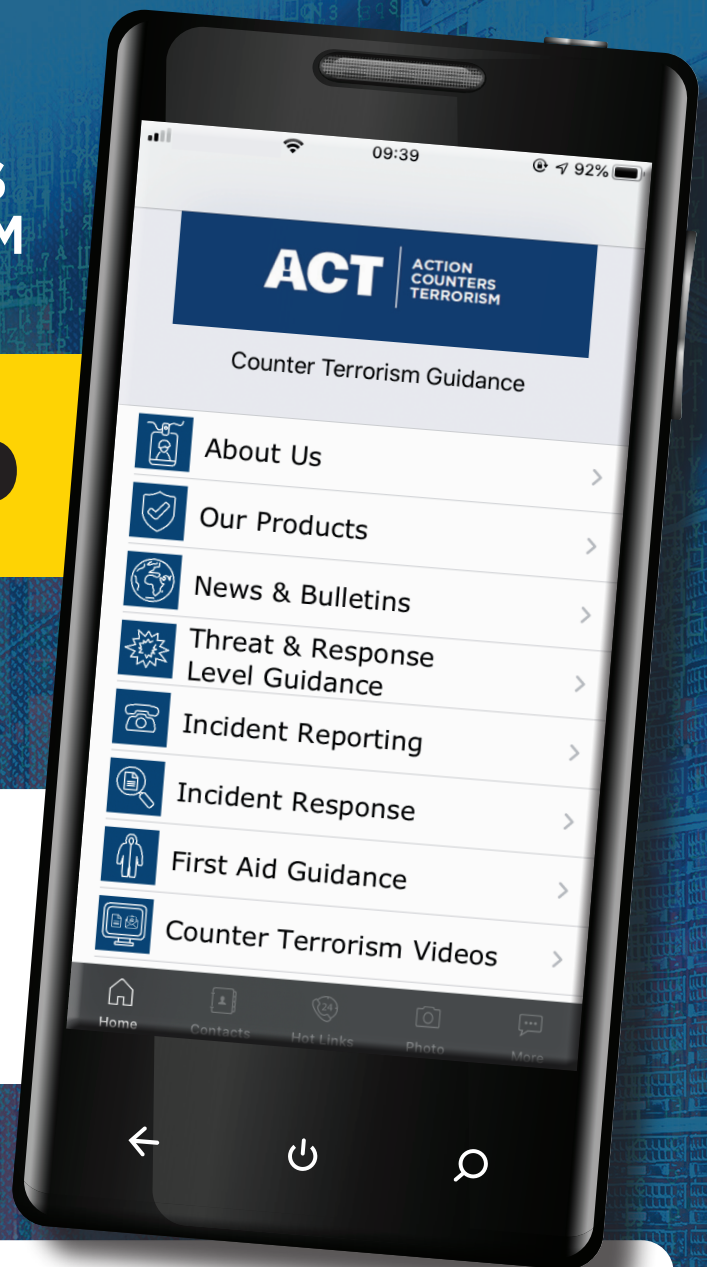 S
M
09:39
92%
ACT
ACTION
COUNTERS
TERRORISM
Counter Terrorism Guidance
About Us
Our Products
News & Bulletins
Threat & Response
Level Guidance
Incident Reporting
Incident Response
First Aid Guidance
Counter Terrorism Videos
Home
Contacts
24
Hot Links
Photo
More